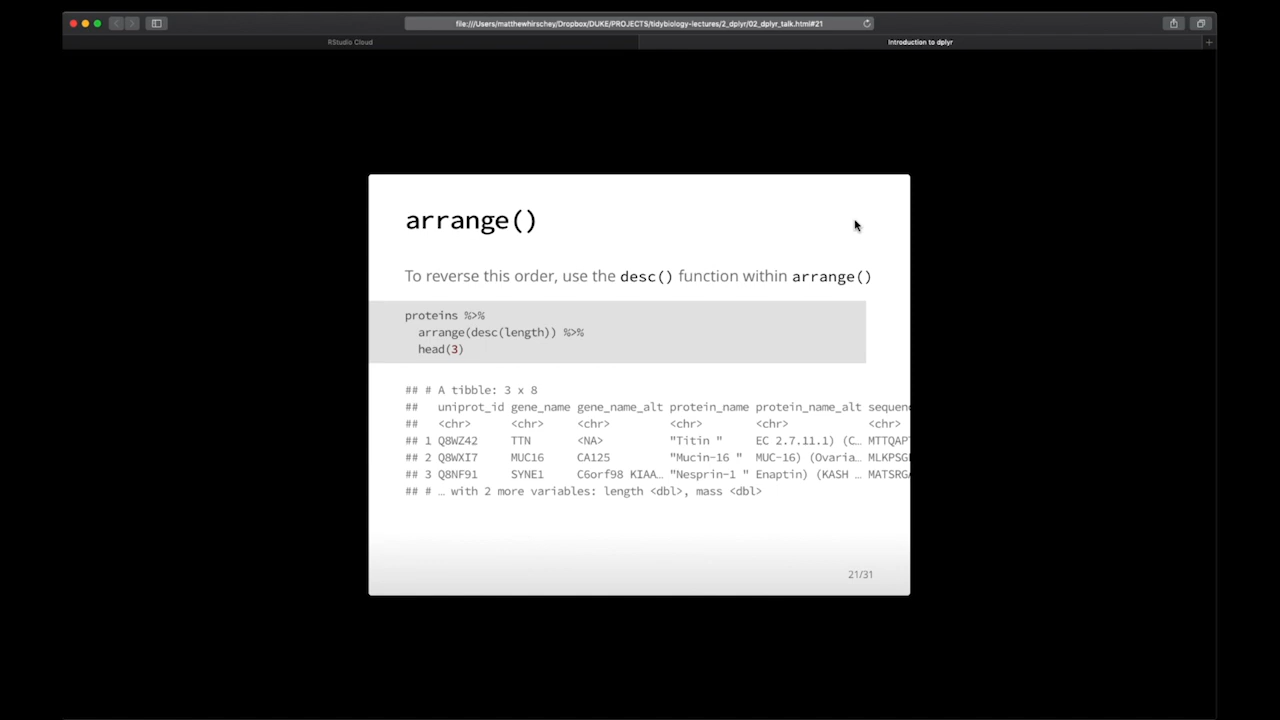 file:///Users/matthewhirschey/Dropbox/DUKE/PROJECTS/tidybiology-lectures/2_dplyr/02_dplyr_talk.html#21
RStudio Cloud
Introduction to dplyr
arrange()
To reverse this order, use the desc() function within arrange()
proteins %>%
arrange(desc(length)) %>%
head(3)
## # A tibble: 3 x 8
## uniprot_id gene_name gene_name_alt protein_name protein_name_alt sequenc
## <chr> <chr> <chr> <chr> <chr> <chr>
## 1 Q8WZ42 TTN <NA> "Titin " EC 2.7.11.1) (C… MTTQAPT
## 2 Q8WXI7 MUC16 CA125 "Mucin-16 " MUC-16) (Ovaria… MLKPSG
## 3 Q8NF91 SYNE1 C6orf98 KIAA… "Nesprin-1 " Enaptin) (KASH … MATSRGA
## # … with 2 more variables: length <dbl>, mass <dbl>
21/31